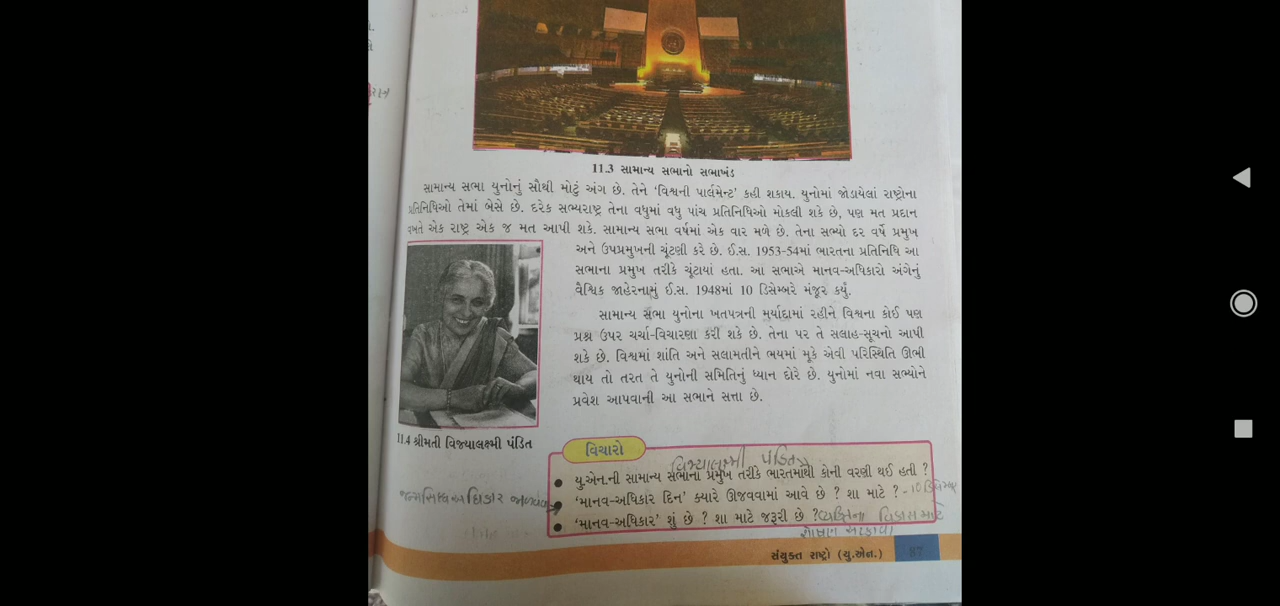 11.3 સામાન્ય સભાનો સભાખંડ
સામાન્ય સભા યુનોનું સૌથી મોટું અંગ છે. તેને ‘વિશ્વની પાર્લમેન્ટ’ કહી શકાય. યુનોમાં જોડાયેલાં રાષ્ટ્રોના
પ્રતિનિધિઓ તેમાં બેસે છે. દરેક સભ્યરાષ્ટ્ર તેના વધુમાં વધુ પાંચ પ્રતિનિધિઓ મોકલી શકે છે, પણ મત પ્રદાન
વખતે એક રાષ્ટ્ર એક જ મત આપી શકે. સામાન્ય સભા વર્ષમાં એક વાર મળે છે. તેના સભ્યો દર વર્ષે પ્રમુખ
અને ઉપપ્રમુખની ચૂંટણી કરે છે. ઈ.સ. 1953-54માં ભારતના પ્રતિનિધિ આ
સભાના પ્રમુખ તરીકે ચૂંટાયાં હતા. આ સભાએ માનવ-અધિકારો અંગેનું
વૈશ્વિક જાહેરનામું ઈ.સ. 1948માં 10 ડિસેમ્બરે મંજૂર કર્યું.
સામાન્ય સભા યુનોના ખતપત્રની મર્યાદામાં રહીને વિશ્વના કોઈ પણ
પ્રશ્ન ઉપર ચર્ચા-વિચારણા કરી શકે છે. તેના પર તે સલાહ-સૂચનો આપી
શકે છે. વિશ્વમાં શાંતિ અને સલામતીને ભયમાં મૂકે એવી પરિસ્થિતિ ઊભી
થાય તો તરત તે યુનોની સમિતિનું ધ્યાન દોરે છે. યુનોમાં નવા સભ્યોને
પ્રવેશ આપવાની આ સભાને સત્તા છે.
11.4 શ્રીમતી વિજ્યાલક્ષ્મી પંડિત
વિચારો
વિજ્યાલક્ષ્મી પંડિત
● યુ.એન.ની સામાન્ય સભાના પ્રમુખ તરીકે ભારતમાંથી કોની વરણી થઈ હતી ?
● ‘માનવ-અધિકાર દિન’ ક્યારે ઊજવવામાં આવે છે ? શા માટે ? -10
● ‘માનવ-અધિકાર’ શું છે ? શા માટે જરૂરી છે ? વ્યક્તિના વિકાસ માટે
સંયુક્ત રાષ્ટ્રો (યુ.એન.) 87